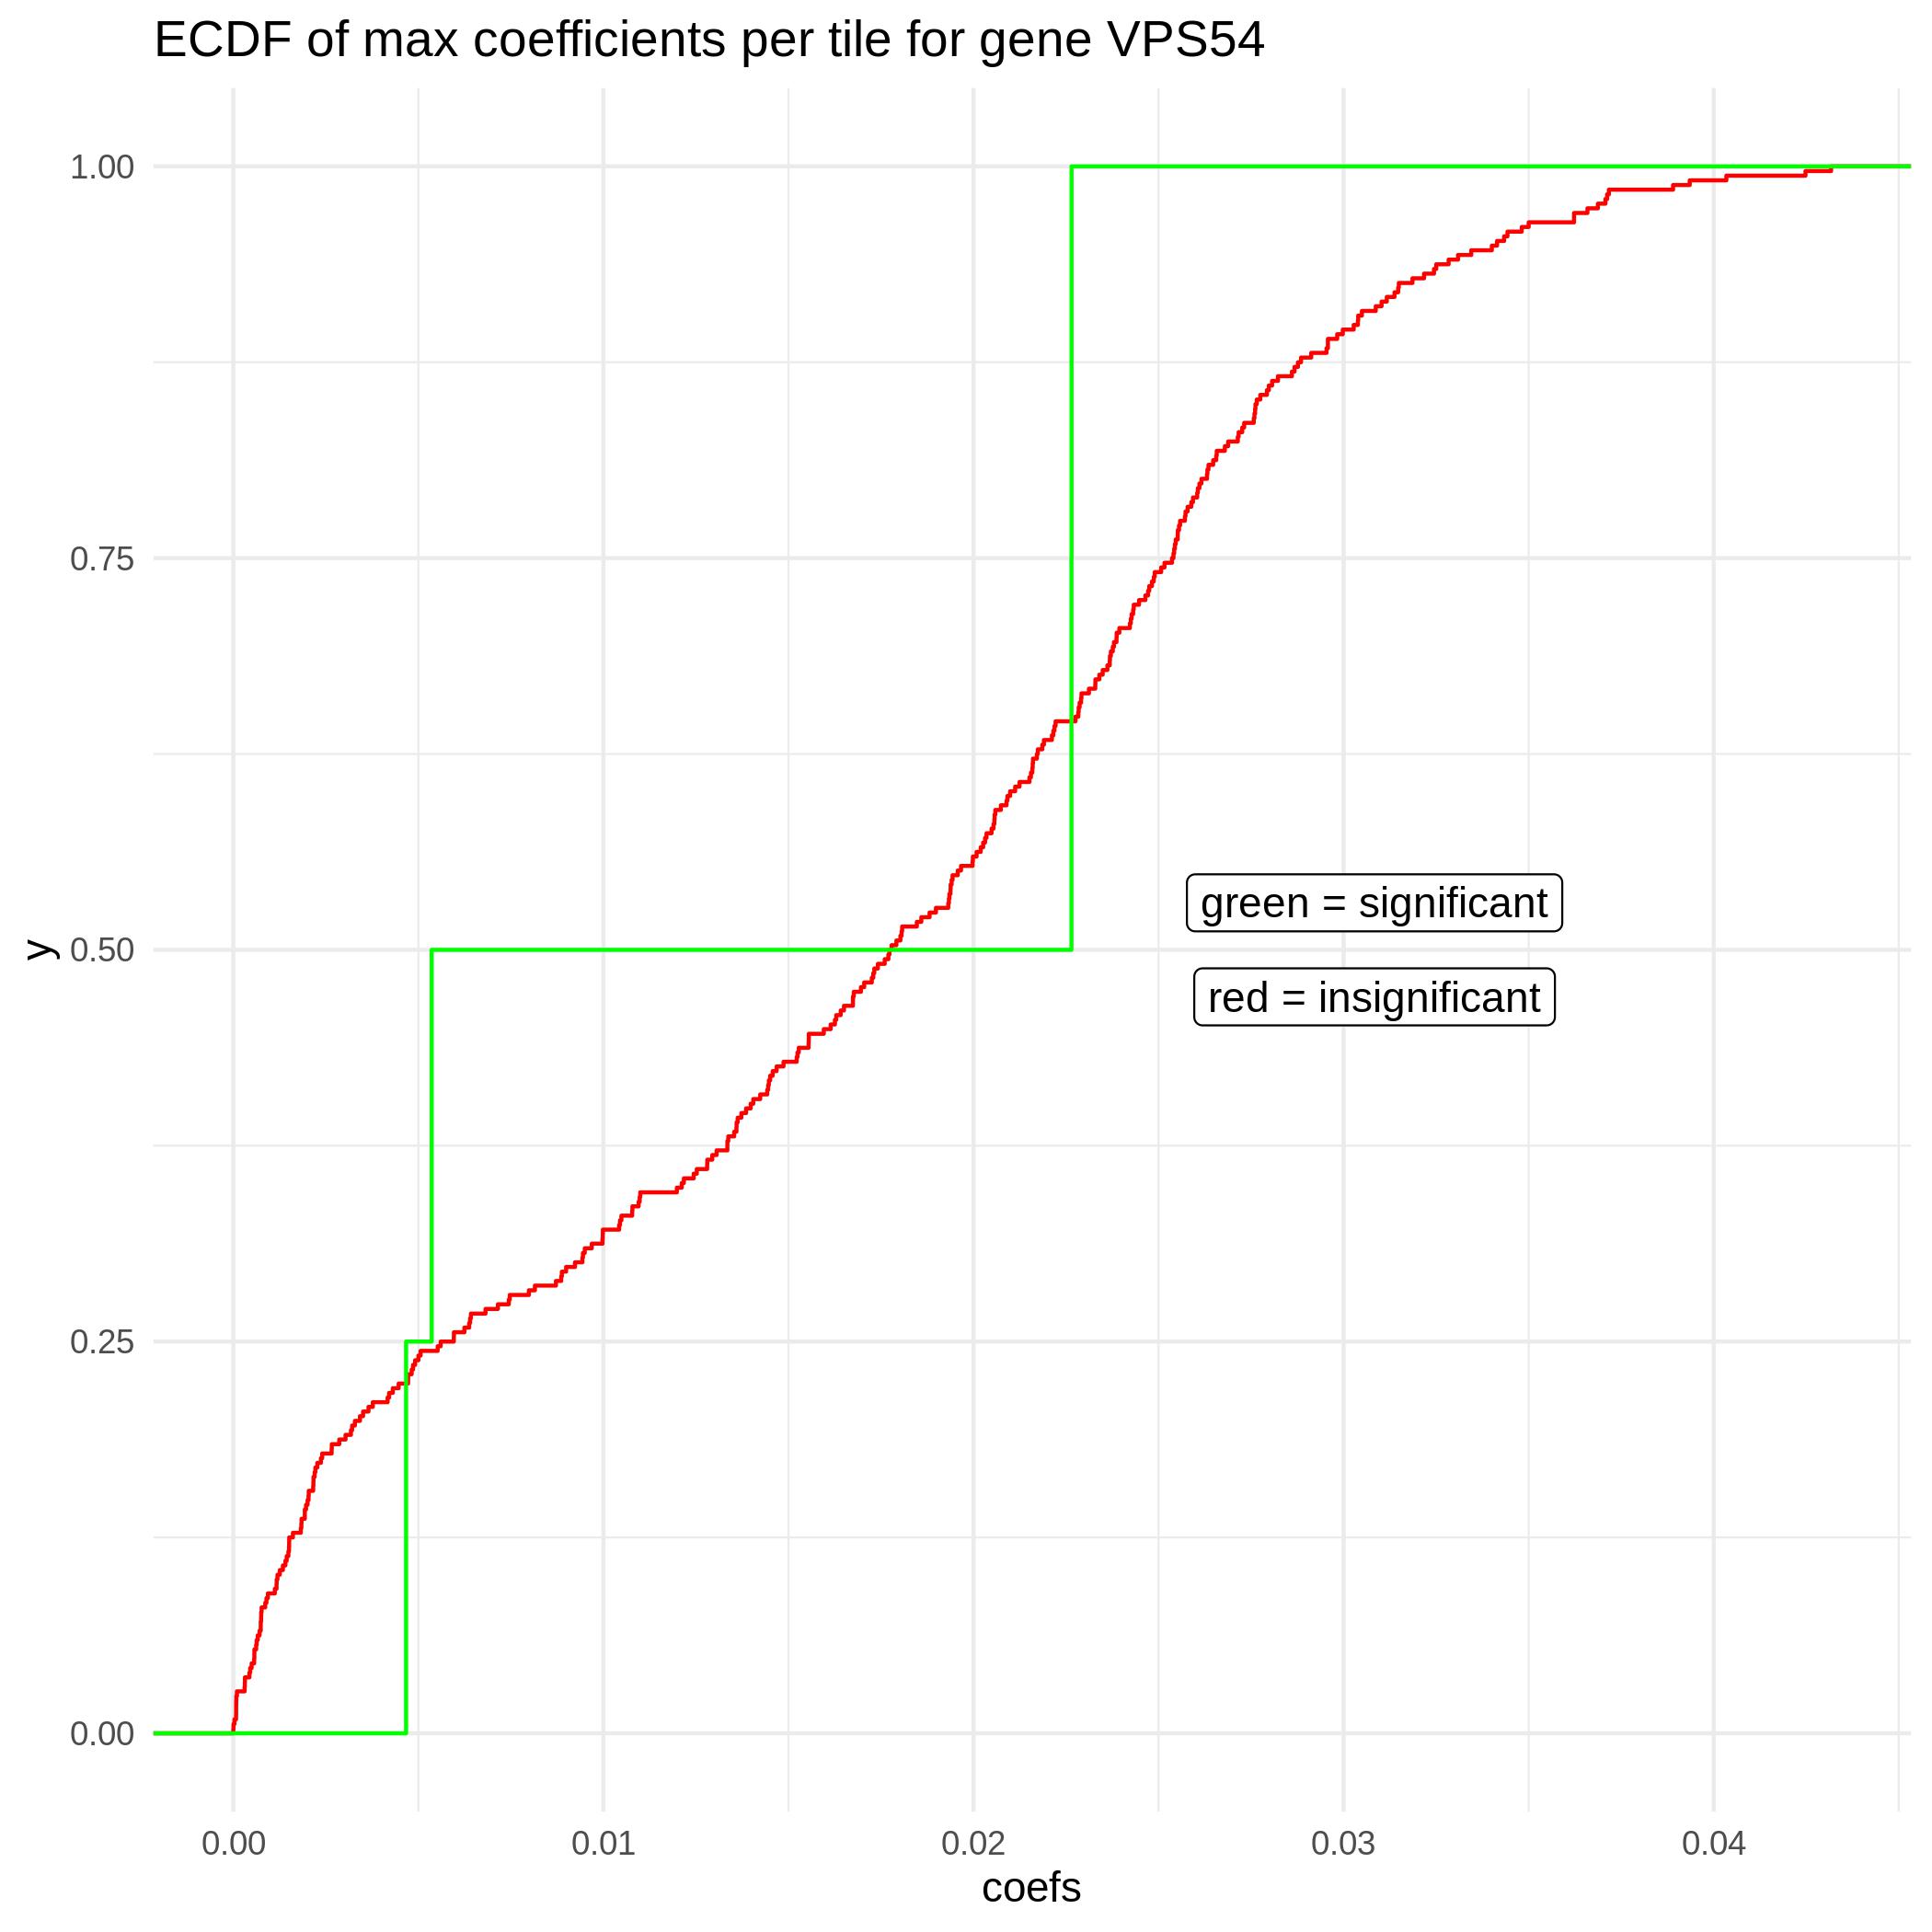 ECDF of max coefficients per tile for gene VPS54
1.00
0.75
0.50
0.25
0.00
y
green = significant
red = insignificant
0.00 0.01 0.02 0.03 0.04
coefs